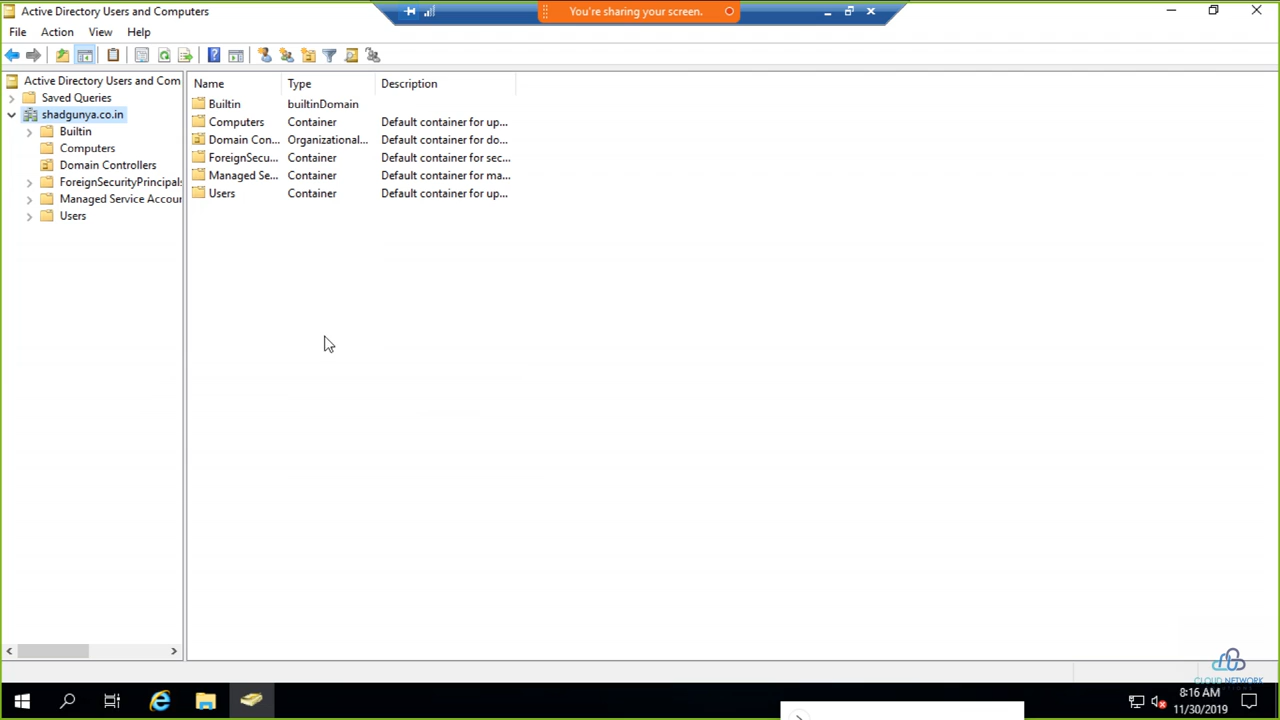 Active Directory Users and Computers
You're sharing your screen.
File Action View Help
Active Directory Users and Com
Saved Queries
shadgunya.co.in
Builtin
Computers
Domain Controllers
ForeignSecurityPrincipals
Managed Service Accour
Users
Name Type Description
Builtin builtinDomain
Computers Container Default container for up...
Domain Con... Organizational... Default container for do...
ForeignSecu... Container Default container for sec...
Managed Se... Container Default container for ma...
Users Container Default container for up...
CLOUD NETWORK
8:16 AM
11/30/2019